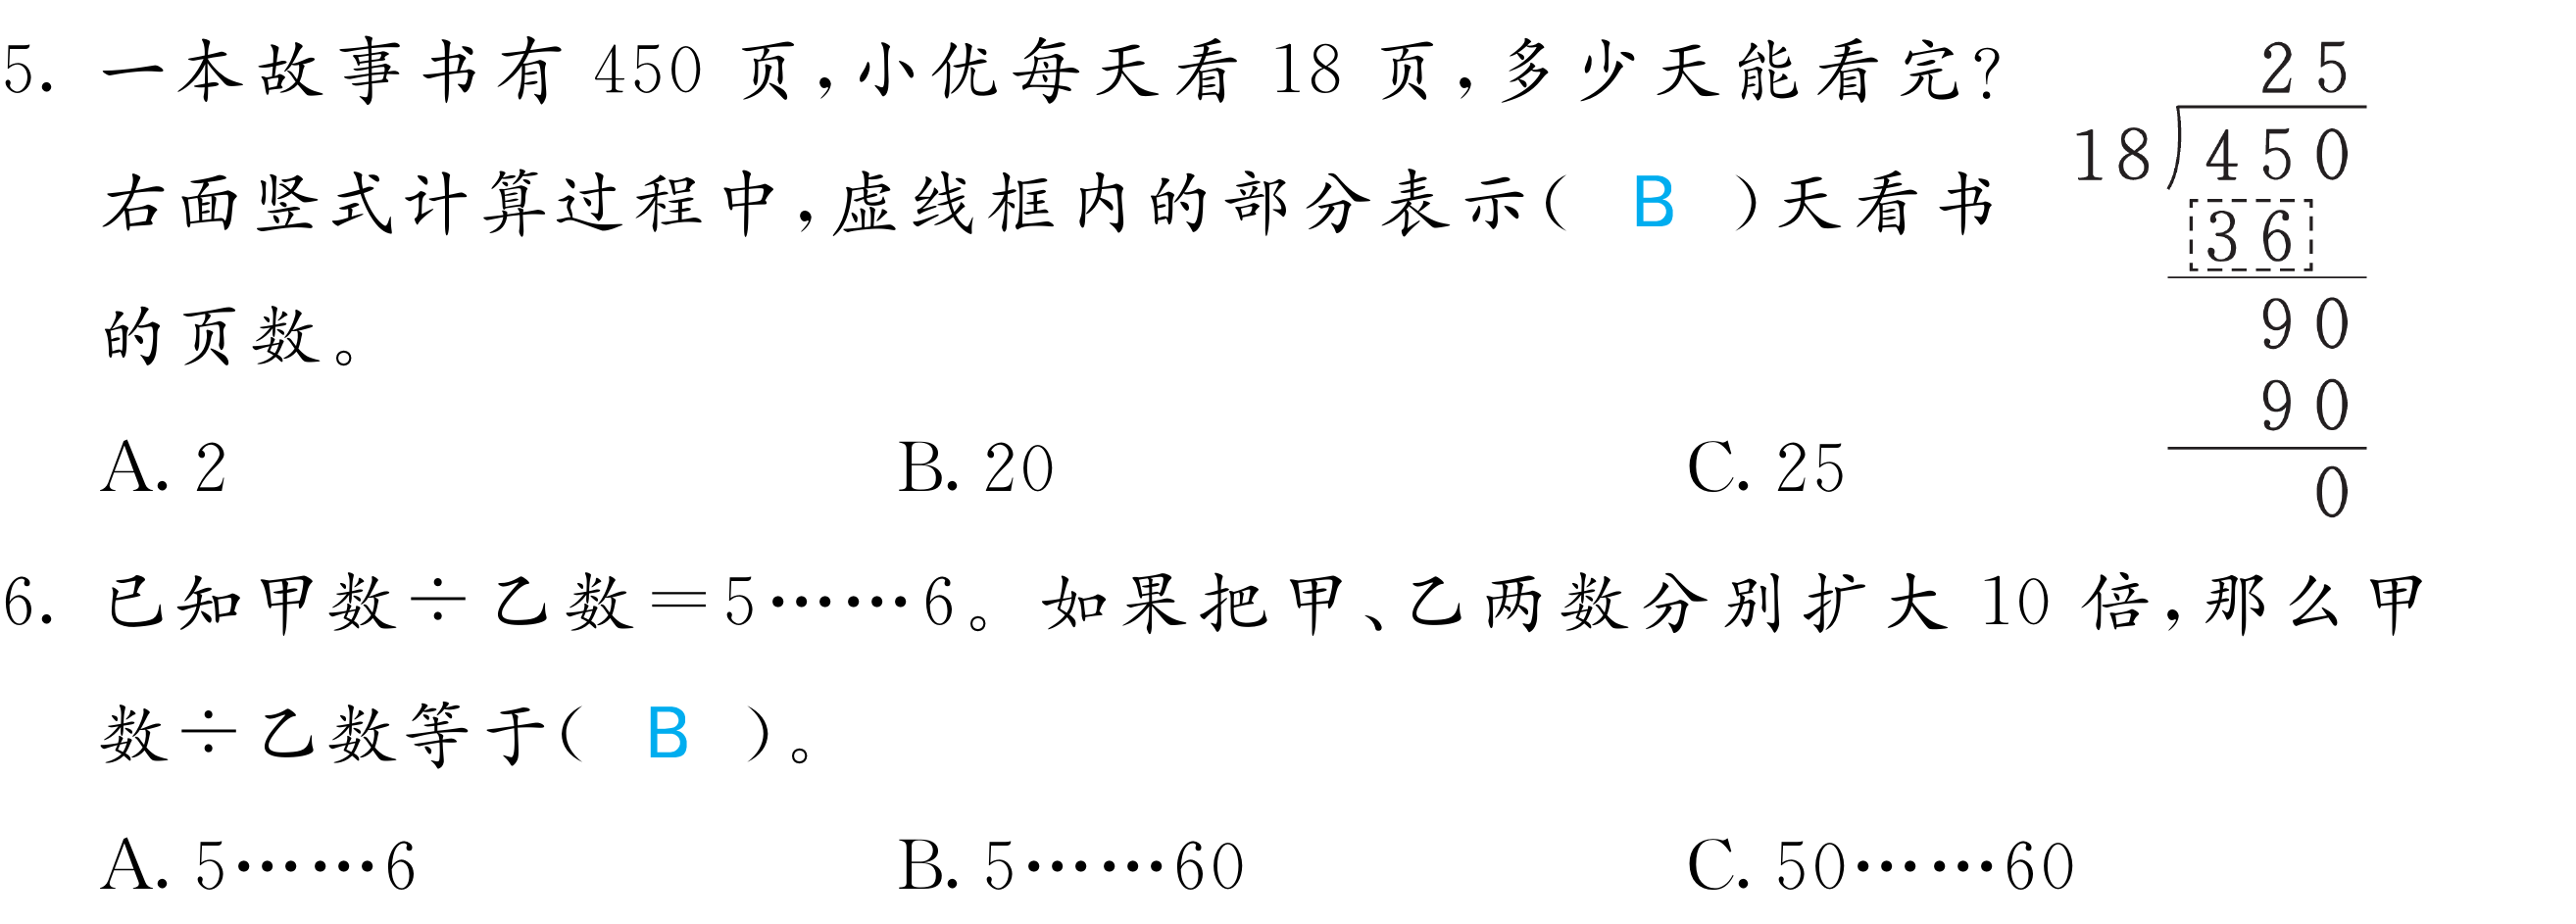 5. 一本故事书有 450 页,小优每天看 18 页,多少天能看完?
右面竖式计算过程中,虚线框内的部分表示( B )天看书
的页数。
A. 2 B. 20 C. 25
25
18)450
36
90
90
0
6. 已知甲数÷乙数=5……6。如果把甲、乙两数分别扩大 10 倍,那么甲
数÷乙数等于( B )。
A. 5……6 B. 5……60 C. 50……60